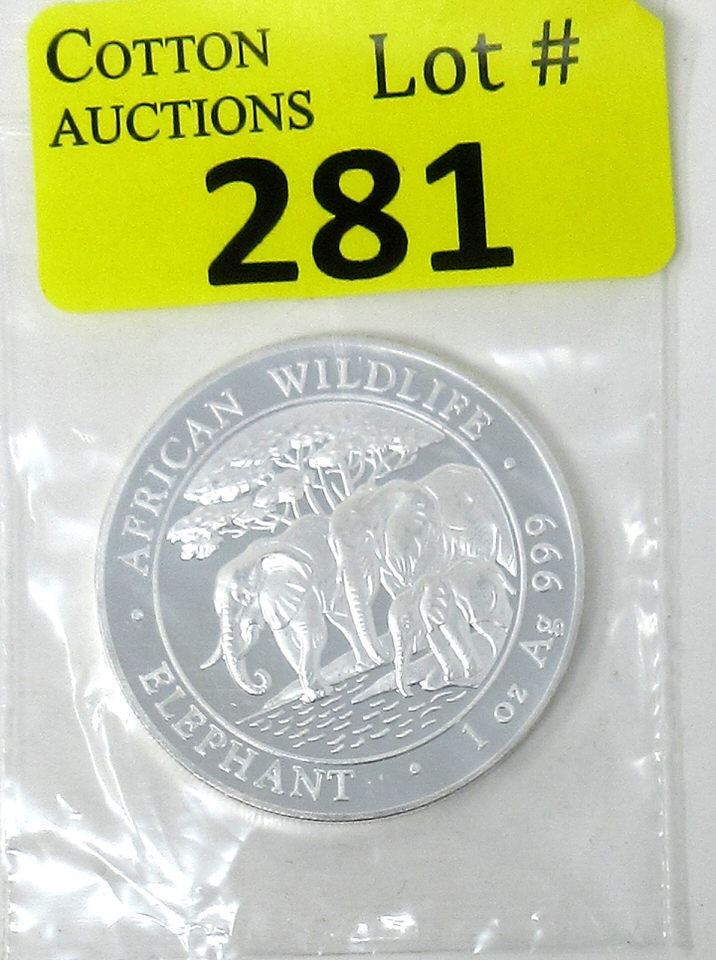 COTTON
AUCTIONS
Lot #
281
AFRICAN WILDLIFE
ELEPHANT
1 oz Ag 999